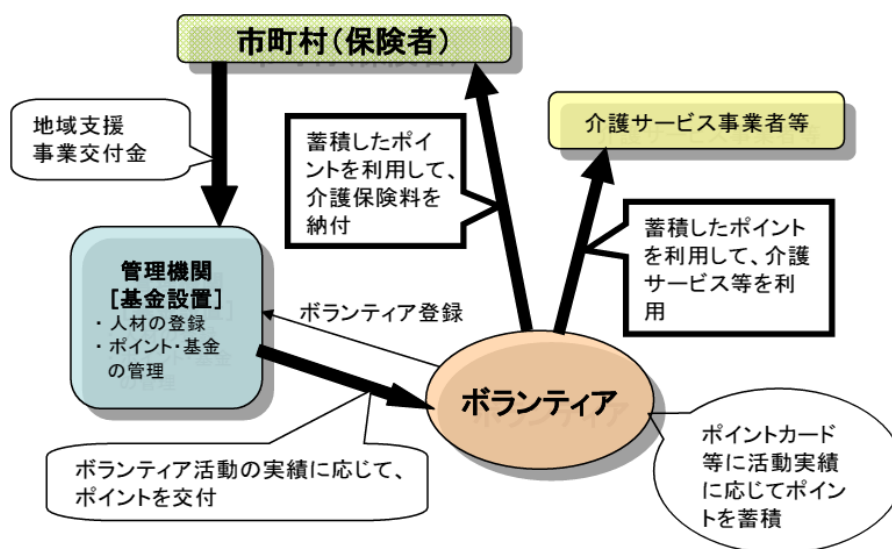 市町村（保険者）
地域支援
事業交付金
蓄積したポイ
ントを利用して、
介護保険料を
納付
介護サービス事業者等
蓄積したポイント
を利用して、介護
サービス等を利
用
管理機関
［基金設置］
・ 人材の登録
・ ポイント・基金
の管理
ボランティア登録
ボランティア
ボランティア活動の実績に応じて、
ポイントを交付
ポイントカード
等に活動実績
に応じてポイン
トを蓄積